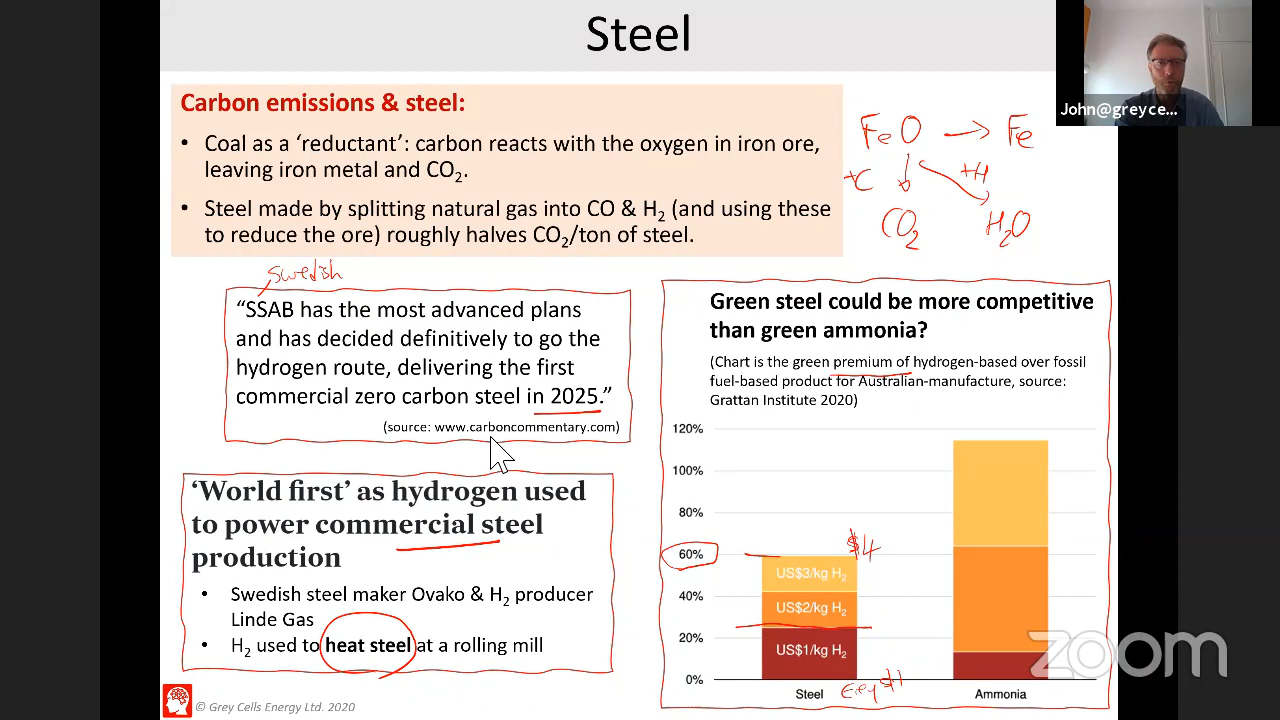 Steel
John@greyce...
Carbon emissions & steel:
• Coal as a ‘reductant’: carbon reacts with the oxygen in iron ore,
leaving iron metal and CO₂.
• Steel made by splitting natural gas into CO & H₂ (and using these
to reduce the ore) roughly halves CO₂/ton of steel.
FeO → Fe
+C +H
CO₂ H₂O
Swedish
“SSAB has the most advanced plans
and has decided definitively to go the
hydrogen route, delivering the first
commercial zero carbon steel in 2025.”
(source: www.carboncommentary.com)
‘World first’ as hydrogen used
to power commercial steel
production
• Swedish steel maker Ovako & H₂ producer
Linde Gas
• H₂ used to heat steel at a rolling mill
Green steel could be more competitive
than green ammonia?
(Chart is the green premium of hydrogen-based over fossil
fuel-based product for Australian-manufacture, source:
Grattan Institute 2020)
120%
100%
80%
60%
40%
20%
0%
$4
US$3/kg H₂
US$2/kg H₂
US$1/kg H₂
Steel
Ammonia
zoom
© Grey Cells Energy Ltd. 2020